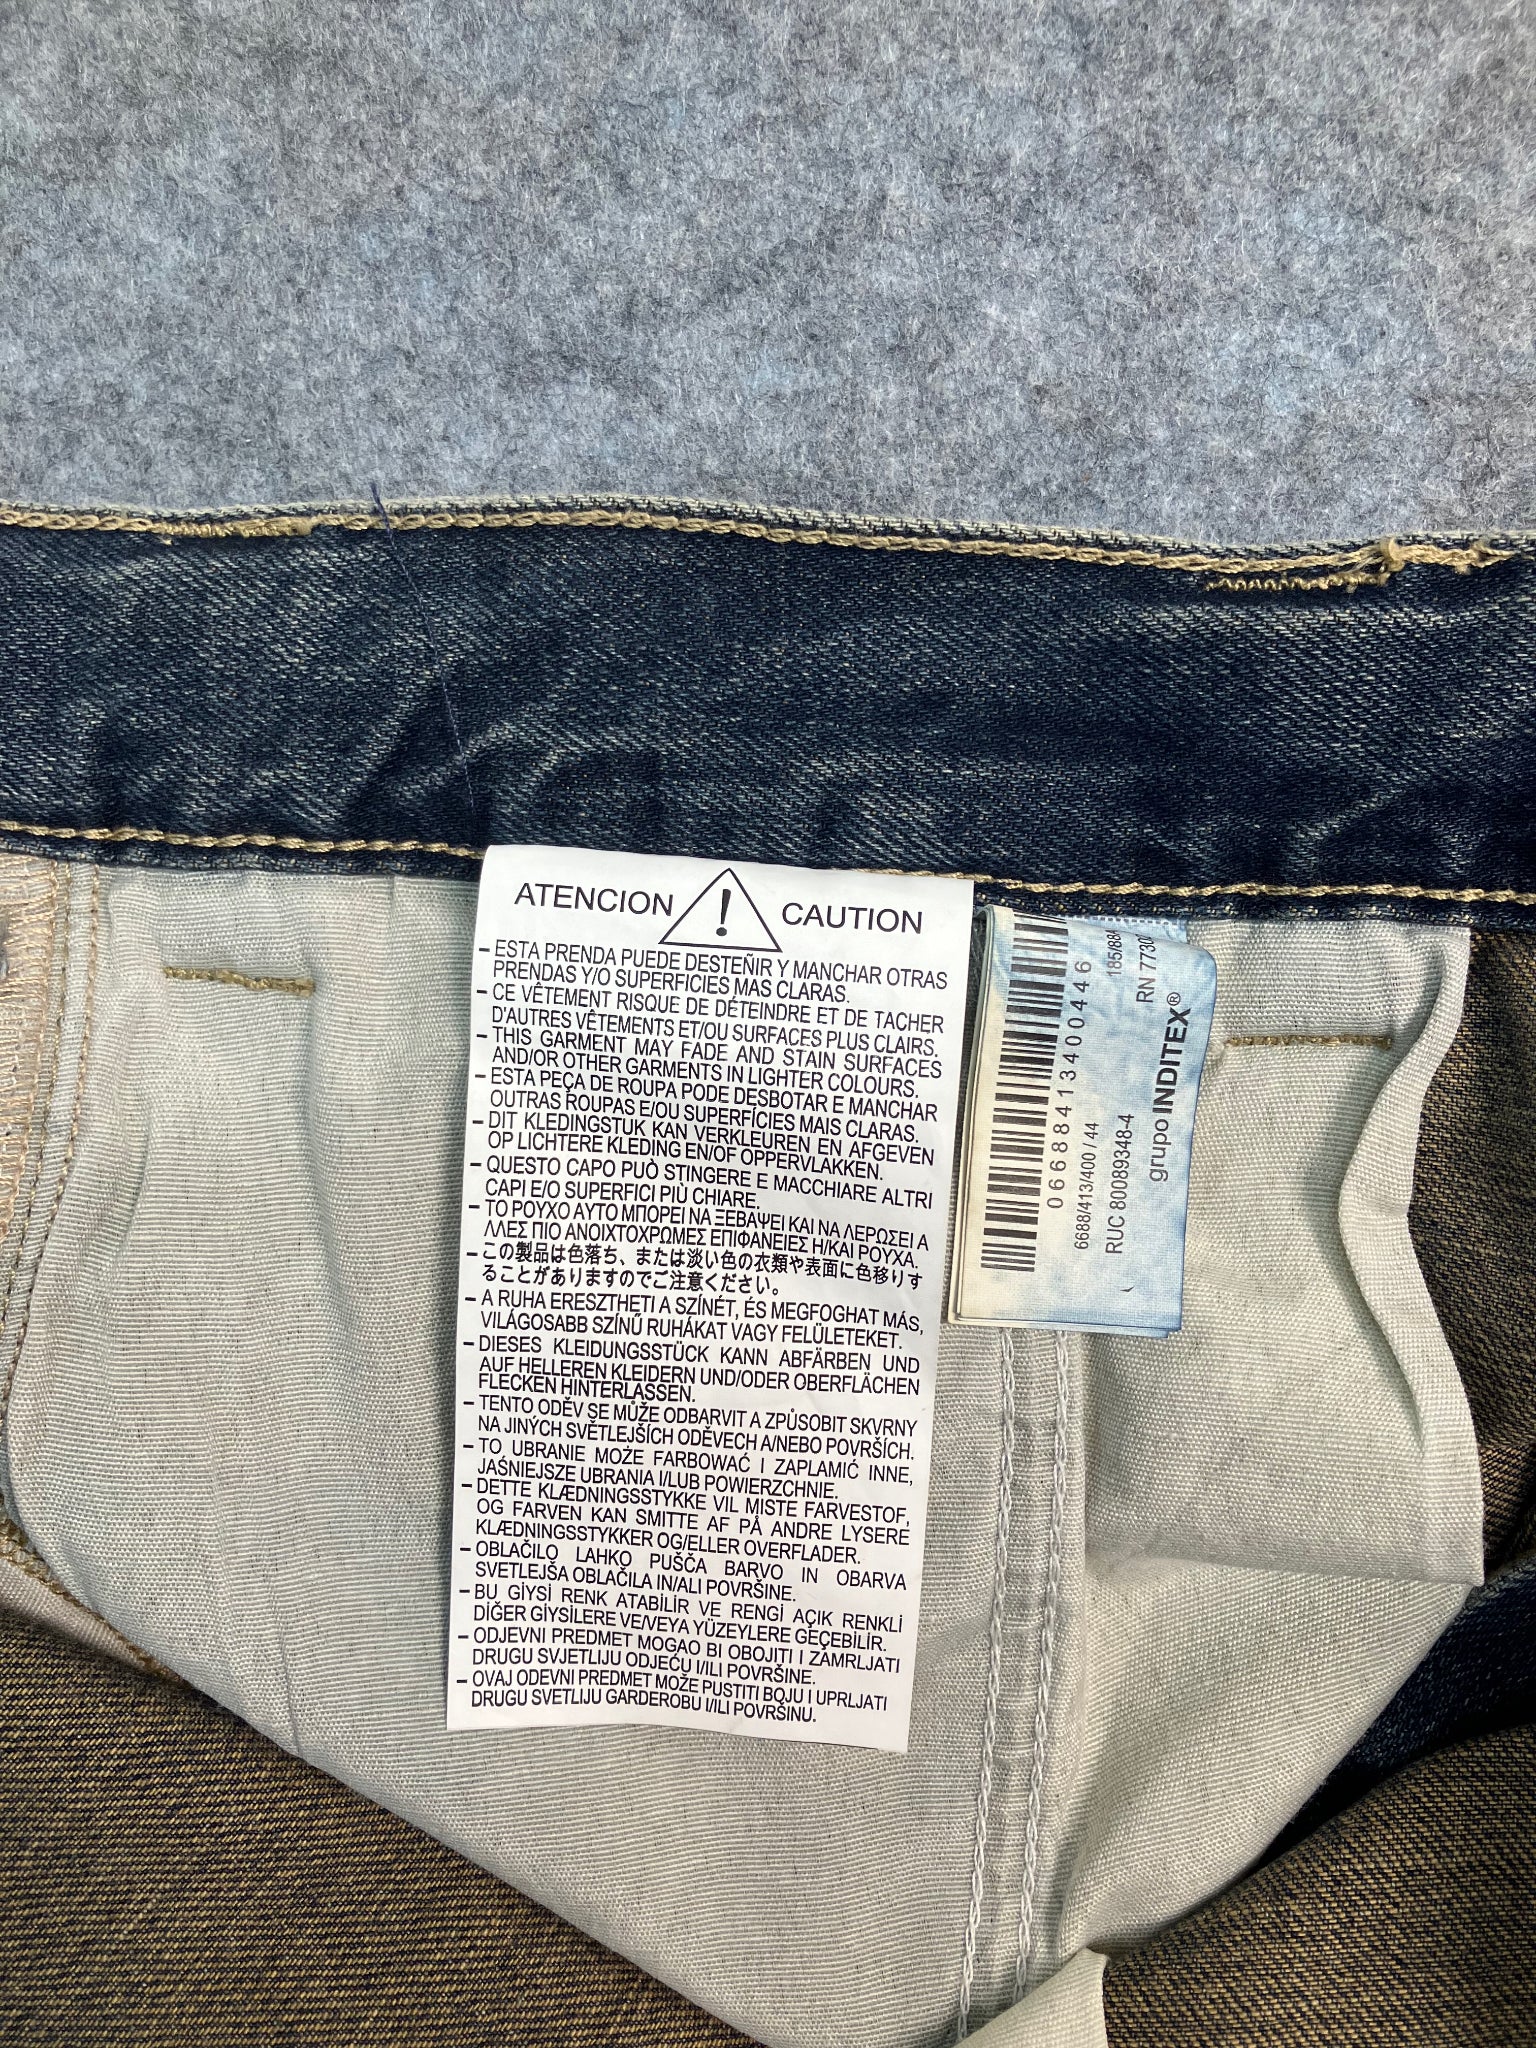 ATENCION ! CAUTION
– ESTA PRENDA PUEDE DESTEÑIR Y MANCHAR OTRAS
PRENDAS Y/O SUPERFICIES MAS CLARAS.
– CE VÊTEMENT RISQUE DE DÉTEINDRE ET DE TACHER
D'AUTRES VÊTEMENTS ET/OU SURFACES PLUS CLAIRS.
– THIS GARMENT MAY FADE AND STAIN SURFACES
AND/OR OTHER GARMENTS IN LIGHTER COLOURS.
– ESTA PEÇA DE ROUPA PODE DESBOTAR E MANCHAR
OUTRAS ROUPAS E/OU SUPERFÍCIES MAIS CLARAS.
– DIT KLEDINGSTUK KAN VERKLEUREN EN AFGEVEN
OP LICHTERE KLEDING EN/OF OPPERVLAKKEN.
– QUESTO CAPO PUÒ STINGERE E MACCHIARE ALTRI
CAPI E/O SUPERFICI PIÙ CHIARE.
– ΤΟ ΡΟΥΧΟ ΑΥΤΟ ΜΠΟΡΕΙ ΝΑ ΞΕΒΑΨΕΙ ΚΑΙ ΝΑ ΛΕΡΩΣΕΙ Α
ΛΛΕΣ ΠΙΟ ΑΝΟΙΧΤΟΧΡΩΜΕΣ ΕΠΙΦΑΝΕΙΕΣ Η/ΚΑΙ ΡΟΥΧΑ.
– この製品は色落ち、または淡い色の衣類や表面に色移りす
ることがありますのでご注意ください。
– A RUHA ERESZTHETI A SZÍNÉT, ÉS MEGFOGHAT MÁS,
VILÁGOSABB SZÍNŰ RUHÁKAT VAGY FELÜLETEKET.
– DIESES KLEIDUNGSSTÜCK KANN ABFÄRBEN UND
AUF HELLEREN KLEIDERN UND/ODER OBERFLÄCHEN
FLECKEN HINTERLASSEN.
– TENTO ODĚV SE MŮŽE ODBARVIT A ZPŮSOBIT SKVRNY
NA JINÝCH SVĚTLEJŠÍCH ODĚVECH A/NEBO POVRŠÍCH.
– TO UBRANIE MOŻE FARBOWAĆ I ZAPLAMIĆ INNE,
JAŚNIEJSZE UBRANIA I/LUB POWIERZCHNIE.
– DETTE KLÆDNINGSSTYKKE VIL MISTE FARVESTOF,
OG FARVEN KAN SMITTE AF PÅ ANDRE LYSERE
KLÆDNINGSSTYKKER OG/ELLER OVERFLADER.
– OBLAČILO LAHKO PUŠČA BARVO IN OBARVA
SVETLEJŠA OBLAČILA IN/ALI POVRŠINE.
– BU GİYSİ RENK ATABİLİR VE RENGİ AÇIK RENKLİ
DİĞER GİYSİLERE VE/VEYA YÜZEYLERE GEÇEBİLİR.
– ODJEVNI PREDMET MOGAO BI OBOJITI I ZAMRLJATI
DRUGU SVJETLIJU ODJEĆU I/ILI POVRŠINE.
– OVAJ ODEVNI PREDMET MOŽE PUSTITI BOJU I UPRLJATI
DRUGU SVETLIJU GARDEROBU I/ILI POVRŠINU.
06688413400446
6688/413/400 / 44
RUC 80089348-4
grupo INDITEX®
185/88
RN 7730